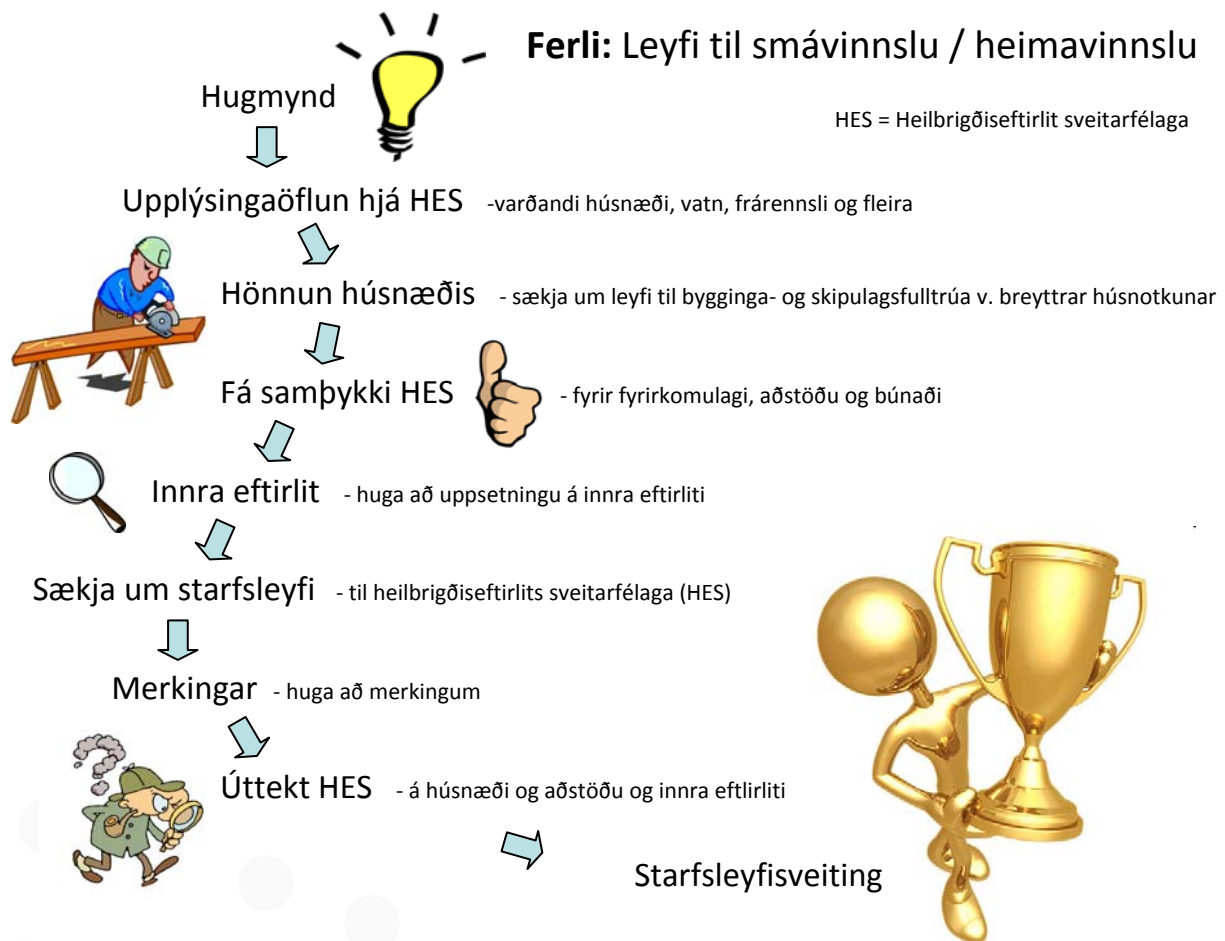 Ferli: Leyfi til smávinnslu / heimavinnslu
Hugmynd
HES = Heilbrigðiseftirlit sveitarfélaga
Upplýsingaöflun hjá HES -varðandi húsnæði, vatn, frárennsli og fleira
Hönnun húsnæðis - sækja um leyfi til bygginga- og skipulagsfulltrúa v. breyttrar húsnotkunar
Fá samþykki HES - fyrir fyrirkomulagi, aðstöðu og búnaði
Innra eftirlit - huga að uppsetningu á innra eftirliti
Sækja um starfsleyfi - til heilbrigðiseftirlits sveitarfélaga (HES)
Merkingar - huga að merkingum
Úttekt HES - á húsnæði og aðstöðu og innra eftlirliti
Starfsleyfisveiting